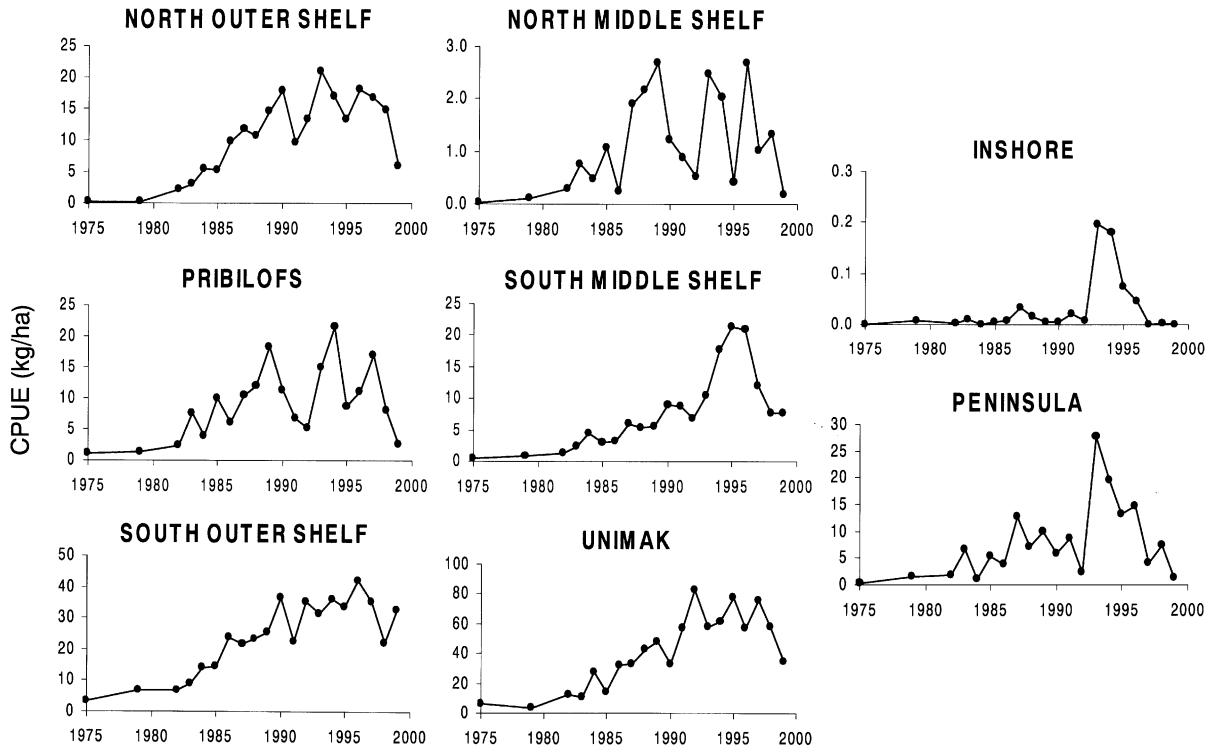 NORTH OUTER SHELF
25
20
15
10
5
0
1975 1980 1985 1990 1995 2000
NORTH MIDDLE SHELF
3.0
2.0
1.0
0.0
1975 1980 1985 1990 1995 2000
INSHORE
0.3
0.2
0.1
0.0
1975 1980 1985 1990 1995 2000
CPUE (kg/ha)
PRIBILOFS
25
20
15
10
5
0
1975 1980 1985 1990 1995 2000
SOUTH MIDDLE SHELF
25
20
15
10
5
0
1975 1980 1985 1990 1995 2000
PENINSULA
30
25
20
15
10
5
0
1975 1980 1985 1990 1995 2000
SOUTH OUTER SHELF
50
40
30
20
10
0
1975 1980 1985 1990 1995 2000
UNIMAK
100
80
60
40
20
0
1975 1980 1985 1990 1995 2000